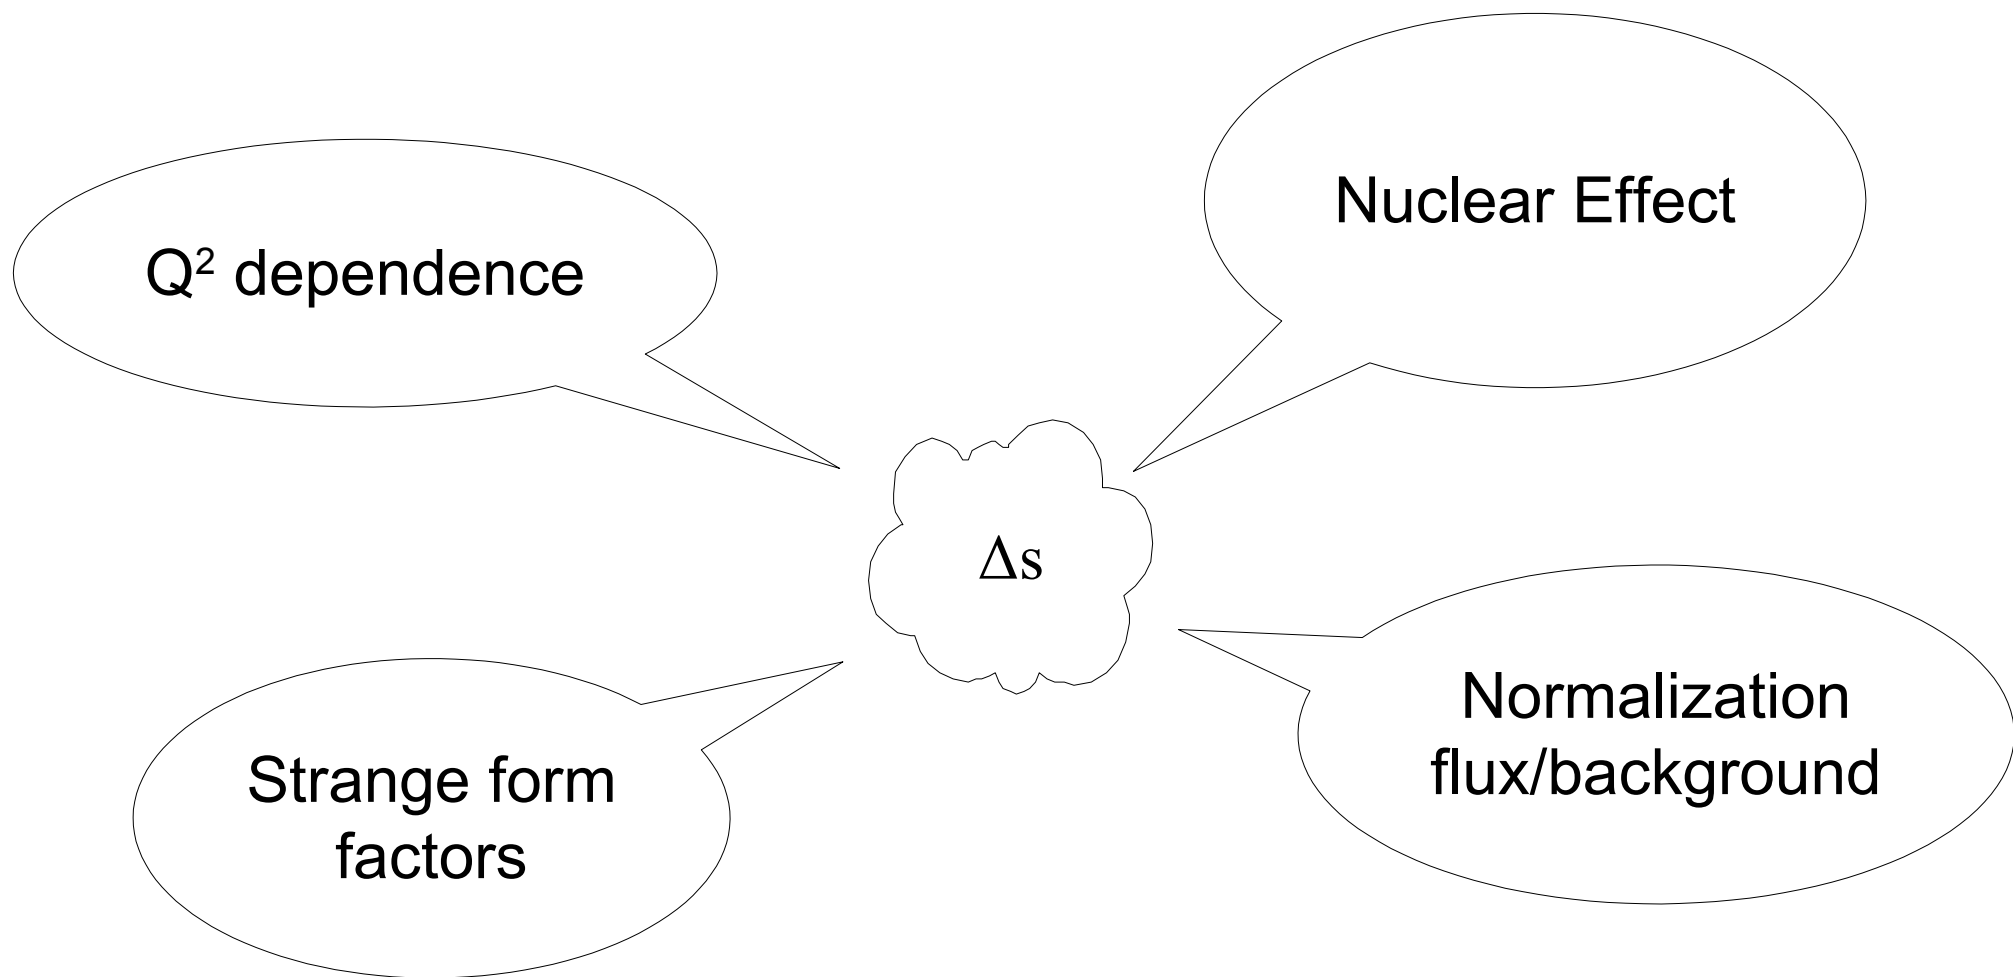 Nuclear Effect
Q² dependence
Δs
Normalization
flux/background
Strange form
factors